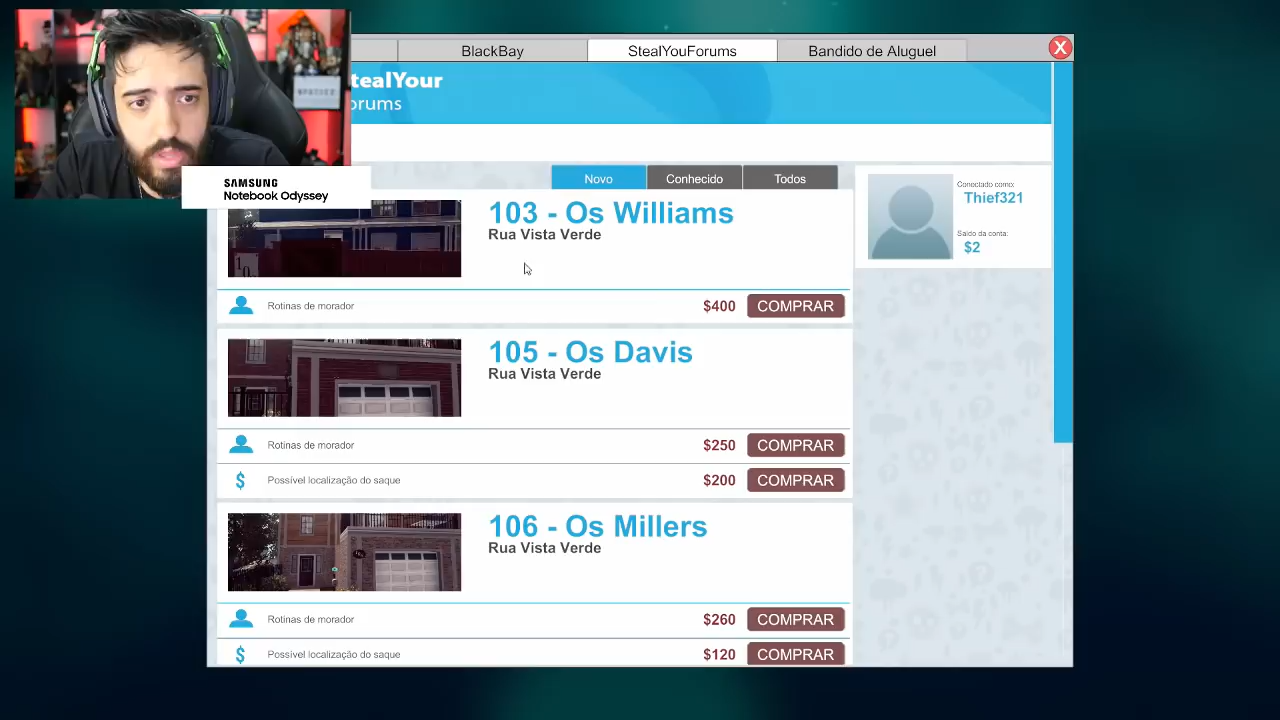 BlackBay
StealYouForums
Bandido de Aluguel
X
tealYour
orums
SAMSUNG
Notebook Odyssey
Novo
Conhecido
Todos
Conectado como:
Thief321
Saldo da conta:
$2
103 - Os Williams
Rua Vista Verde
Rotinas de morador
$400
COMPRAR
105 - Os Davis
Rua Vista Verde
Rotinas de morador
$250
COMPRAR
$
Possível localização do saque
$200
COMPRAR
106 - Os Millers
Rua Vista Verde
Rotinas de morador
$260
COMPRAR
$
Possível localização do saque
$120
COMPRAR